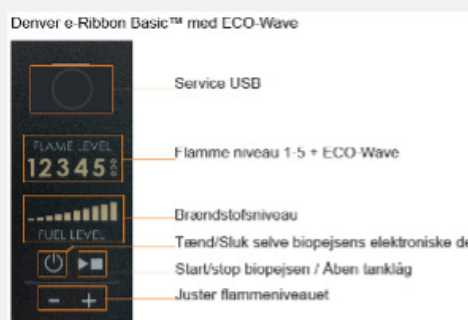 Denver e-Ribbon Basic™ med ECO-Wave
Service USB
FLAME LEVEL
12345
Flamme niveau 1-5 + ECO-Wave
Brændstofsniveau
FUEL LEVEL
Tænd/Sluk selve biopejsens elektroniske de
Start/stop biopejsen / Åben tanklåg
Juster flammeniveauet